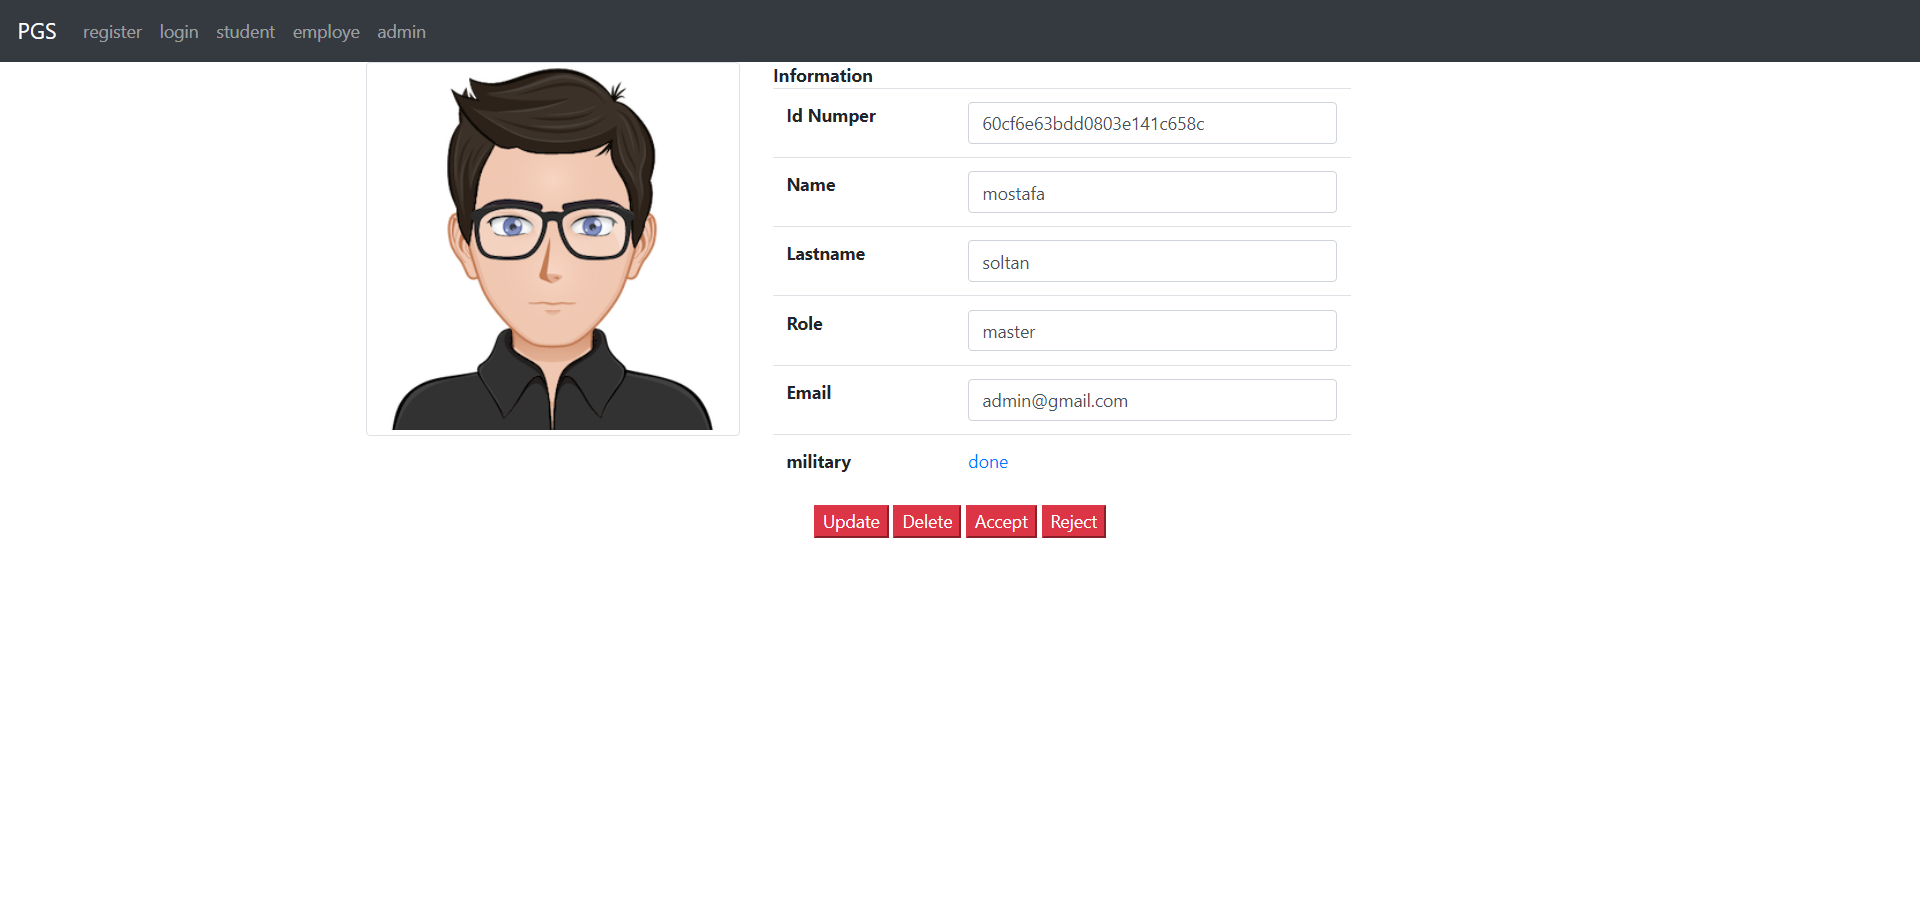 PGS register login student employe admin
Information
Id Numper 60cf6e63bdd0803e141c658c
Name mostafa
Lastname soltan
Role master
Email admin@gmail.com
military done
Update Delete Accept Reject